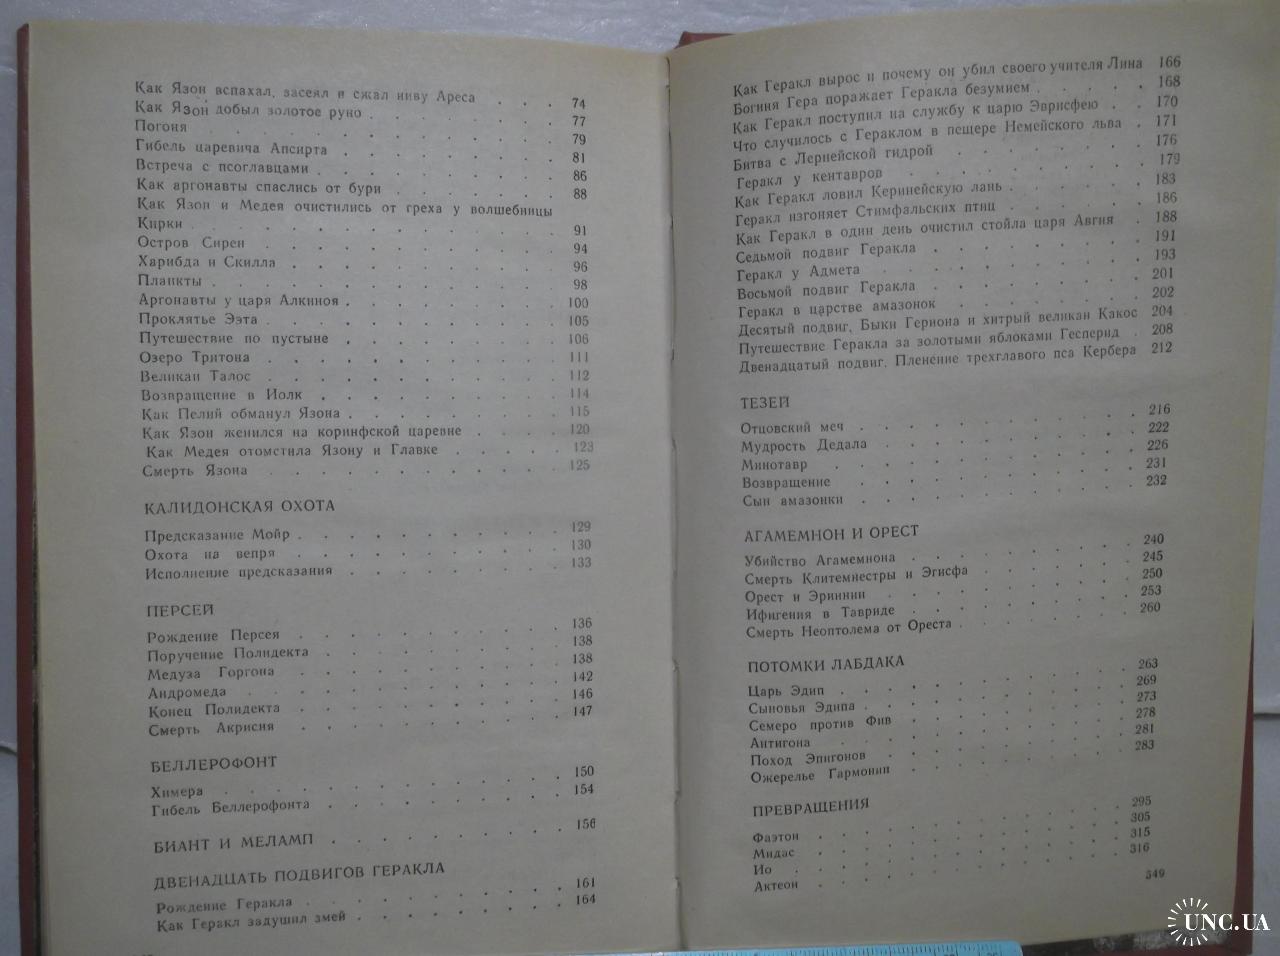 Как Язон вспахал, засеял и сжал ниву Ареса . . . 74
Как Язон добыл золотое руно . . . . . . 77
Погоня . . . . . . . . . . 79
Гибель царевича Апсирта . . . . . . . 81
Встреча с псоглавцами . . . . . . . . 86
Как аргонавты спаслись от бури . . . . . . 88
Как Язон и Медея очистились от греха у волшебницы
Кирки . . . . . . . . . . 91
Остров Сирен . . . . . . . . . 94
Харибда и Скилла . . . . . . . . 96
Планкты . . . . . . . . . . 98
Аргонавты у царя Алкиноя . . . . . . . 100
Проклятье Ээта . . . . . . . . . 105
Путешествие по пустыне . . . . . . . 106
Озеро Тритона . . . . . . . . . 111
Великан Талос . . . . . . . . . 112
Возвращение в Иолк . . . . . . . . 114
Как Пелий обманул Язона . . . . . . . 115
Как Язон женился на коринфской царевне . . . . 120
Как Медея отомстила Язону и Главке . . . . . 123
Смерть Язона . . . . . . . . . 125
КАЛИДОНСКАЯ ОХОТА
Предсказание Мойр . . . . . . . . 129
Охота на вепря . . . . . . . . . 130
Исполнение предсказания . . . . . . . 133
ПЕРСЕЙ
Рождение Персея . . . . . . . . 136
Поручение Полидекта . . . . . . . . 138
Медуза Горгона . . . . . . . . . 138
Андромеда . . . . . . . . . . 142
Конец Полидекта . . . . . . . . 146
Смерть Акрисия . . . . . . . . . 147
БЕЛЛЕРОФОНТ
Химера . . . . . . . . . . 150
Гибель Беллерофонта . . . . . . . . 154
БИАНТ И МЕЛАМП . . . . . . . . 156
ДВЕНАДЦАТЬ ПОДВИГОВ ГЕРАКЛА
Рождение Геракла . . . . . . . . 161
Как Геракл задушил змей . . . . . . . 164
Как Геракл вырос и почему он убил своего учителя Лина 166
Богиня Гера поражает Геракла безумием . . . . 168
Как Геракл поступил на службу к царю Эврисфею . . 170
Что случилось с Гераклом в пещере Немейского льва . 171
Битва с Лернейской гидрой . . . . . . . 176
Геракл у кентавров . . . . . . . . 179
Как Геракл ловил Керинейскую лань . . . . . 183
Геракл изгоняет Стимфальских птиц . . . . . 186
Как Геракл в один день очистил стойла царя Авгия . 188
Седьмой подвиг Геракла . . . . . . . 191
Геракл у Адмета . . . . . . . . . 193
Восьмой подвиг Геракла . . . . . . . 201
Геракл в царстве амазонок . . . . . . . 202
Десятый подвиг. Быки Гериона и хитрый великан Какос 204
Путешествие Геракла за золотыми яблоками Гесперид . 208
Двенадцатый подвиг. Пленение трехглавого пса Кербера 212
ТЕЗЕЙ
Отцовский меч . . . . . . . . . 216
Мудрость Дедала . . . . . . . . 222
Минотавр . . . . . . . . . . 226
Возвращение . . . . . . . . . 231
Сын амазонки . . . . . . . . . 232
АГАМЕМНОН И ОРЕСТ
Убийство Агамемнона . . . . . . . . 240
Смерть Клитемнестры и Эгисфа . . . . . . 245
Орест и Эриннии . . . . . . . . 250
Ифигения в Тавриде . . . . . . . . 253
Смерть Неоптолема от Ореста . . . . . . 260
ПОТОМКИ ЛАБДАКА
Царь Эдип . . . . . . . . . . 263
Сыновья Эдипа . . . . . . . . . 269
Семеро против Фив . . . . . . . . 273
Антигона . . . . . . . . . . 278
Поход Эпигонов . . . . . . . . . 281
Ожерелье Гармонии . . . . . . . . 283
ПРЕВРАЩЕНИЯ
Фаэтон . . . . . . . . . . 295
Мидас . . . . . . . . . . 305
Ио . . . . . . . . . . . 315
Актеон . . . . . . . . . . 316
349
UNC.UA